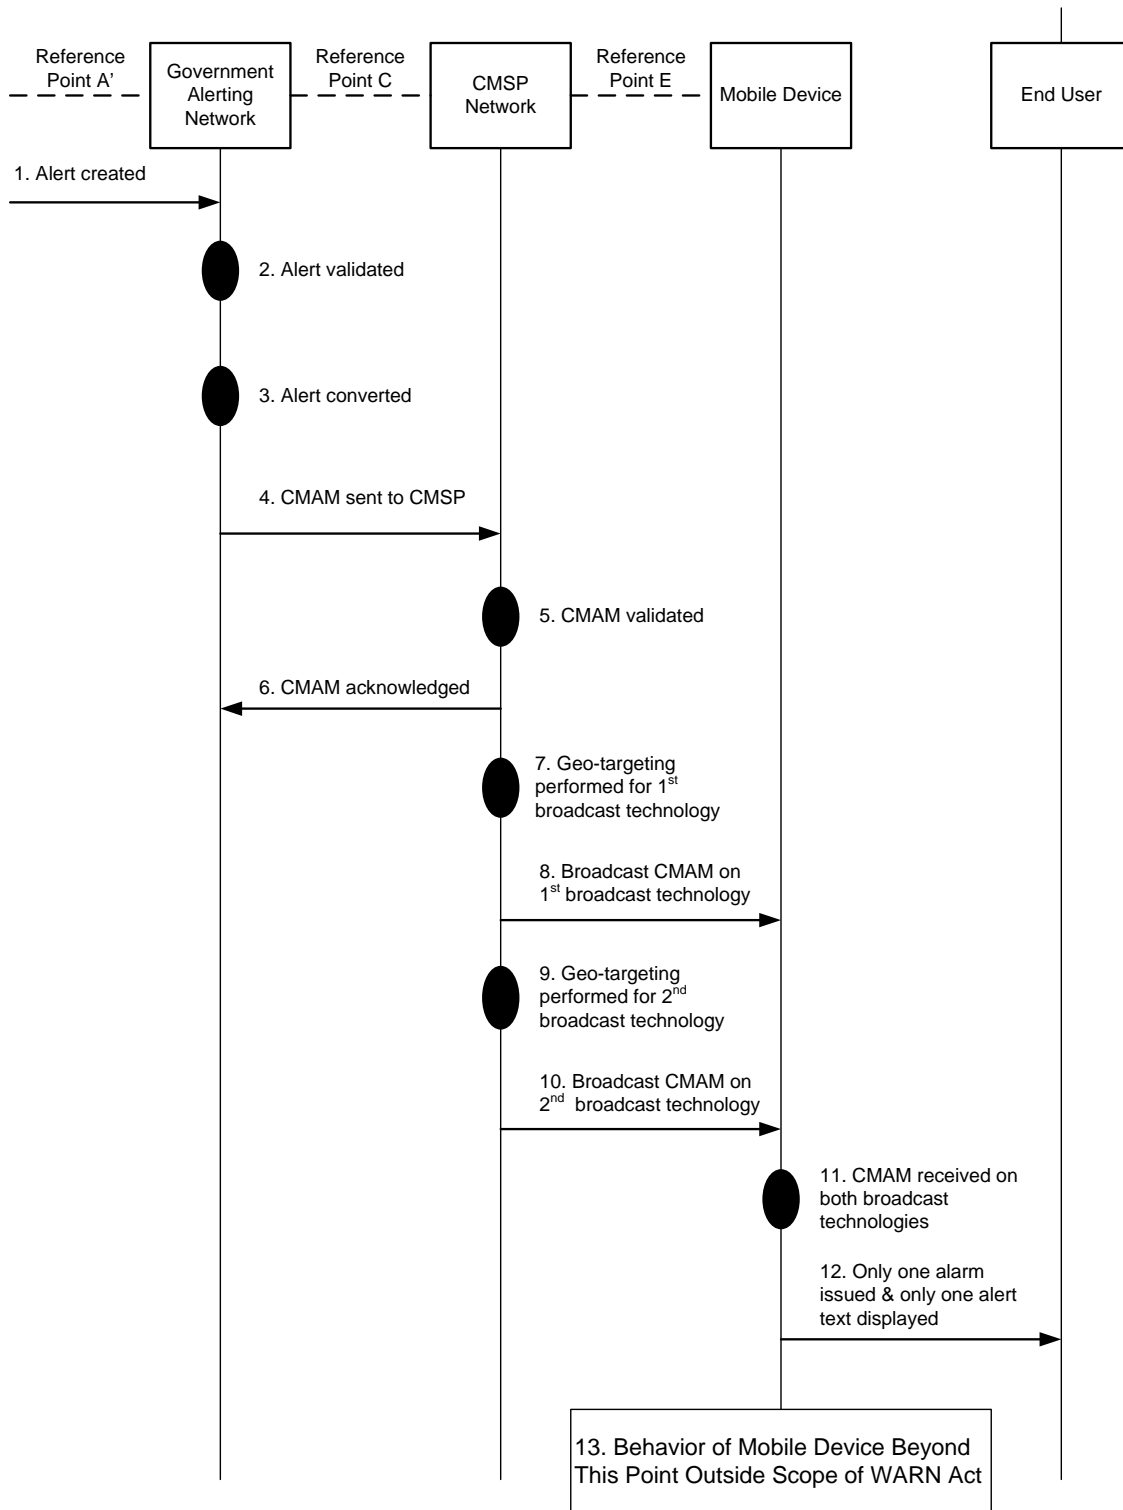 Reference
Point A'
Government
Alerting
Network
Reference
Point C
CMSP
Network
Reference
Point E
Mobile Device
End User
1. Alert created
2. Alert validated
3. Alert converted
4. CMAM sent to CMSP
5. CMAM validated
6. CMAM acknowledged
7. Geo-targeting
performed for 1st
broadcast technology
8. Broadcast CMAM on
1st broadcast technology
9. Geo-targeting
performed for 2nd
broadcast technology
10. Broadcast CMAM on
2nd broadcast technology
11. CMAM received on
both broadcast
technologies
12. Only one alarm
issued & only one alert
text displayed
13. Behavior of Mobile Device Beyond
This Point Outside Scope of WARN Act